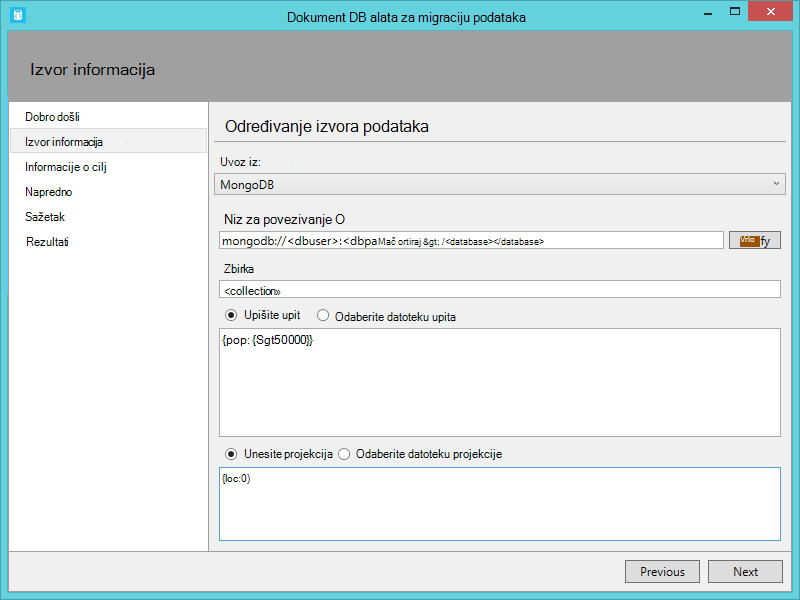 Dokument DB alata za migraciju podataka
Izvor informacija
Dobro došli
Izvor informacija
Informacije o cilj
Napredno
Sažetak
Rezultati
Određivanje izvora podataka
Uvoz iz:
MongoDB
Niz za povezivanje O
mongodb://<dbuser>:<dbpaMač ortiraj &gt; /<database></database>
fy
Zbirka
<collection»
Upišite upit Odaberite datoteku upita
{pop: {Sgt50000}}
Unesite projekcija Odaberite datoteku projekcije
{loc:0)
Previous Next